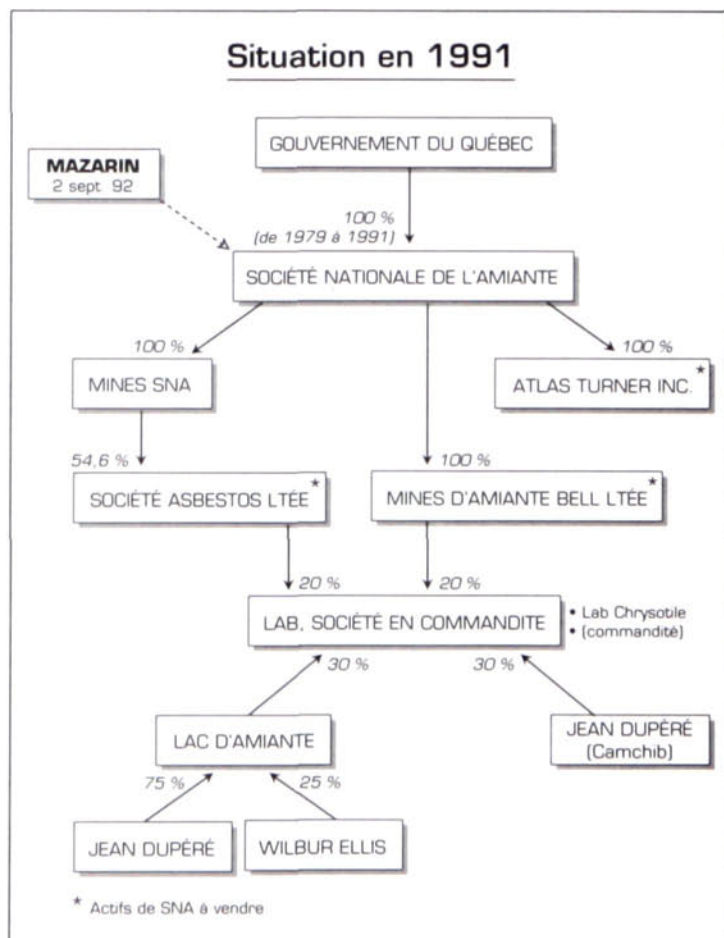 Situation en 1991
GOUVERNEMENT DU QUÉBEC
MAZARIN
2 sept. 92
100 %
(de 1979 à 1991)
SOCIÉTÉ NATIONALE DE L'AMIANTE
100 %
100 %
MINES SNA
ATLAS TURNER INC. *
54,6 %
100 %
SOCIÉTÉ ASBESTOS LTÉE *
MINES D'AMIANTE BELL LTÉE *
20 %
20 %
LAB, SOCIÉTÉ EN COMMANDITE
• Lab Chrysotile
• (commandité)
30 %
30 %
LAC D'AMIANTE
JEAN DUPÉRÉ
(Camchib)
75 %
25 %
JEAN DUPÉRÉ
WILBUR ELLIS
* Actifs de SNA à vendre